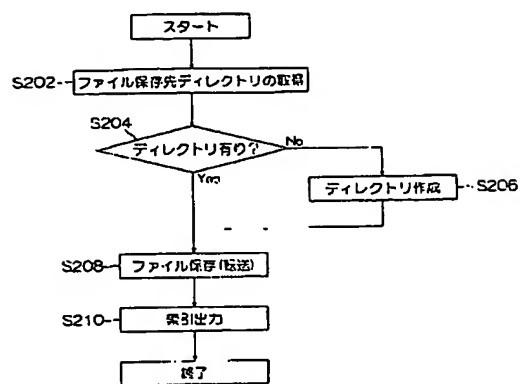 スタート
S202 ファイル保存先ディレクトリの取得
S204
ディレクトリ有り?
No
Yes
ディレクトリ作成 S206
S208 ファイル保存(転送)
S210 索引出力
終了